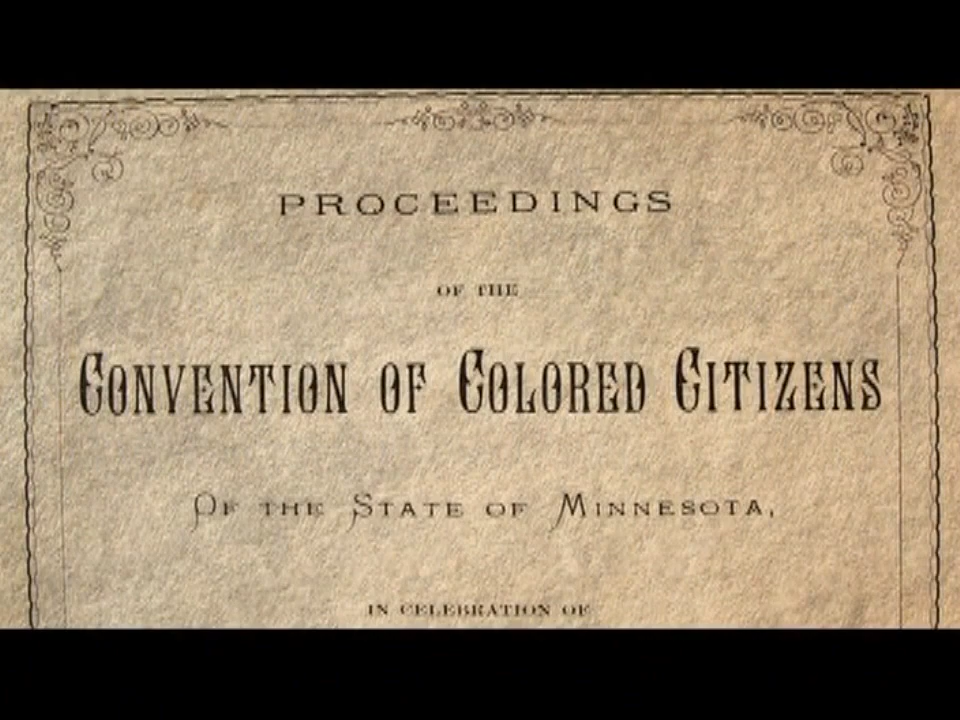 PROCEEDINGS
OF THE
CONVENTION OF COLORED CITIZENS
OF THE STATE OF MINNESOTA,
IN CELEBRATION OF